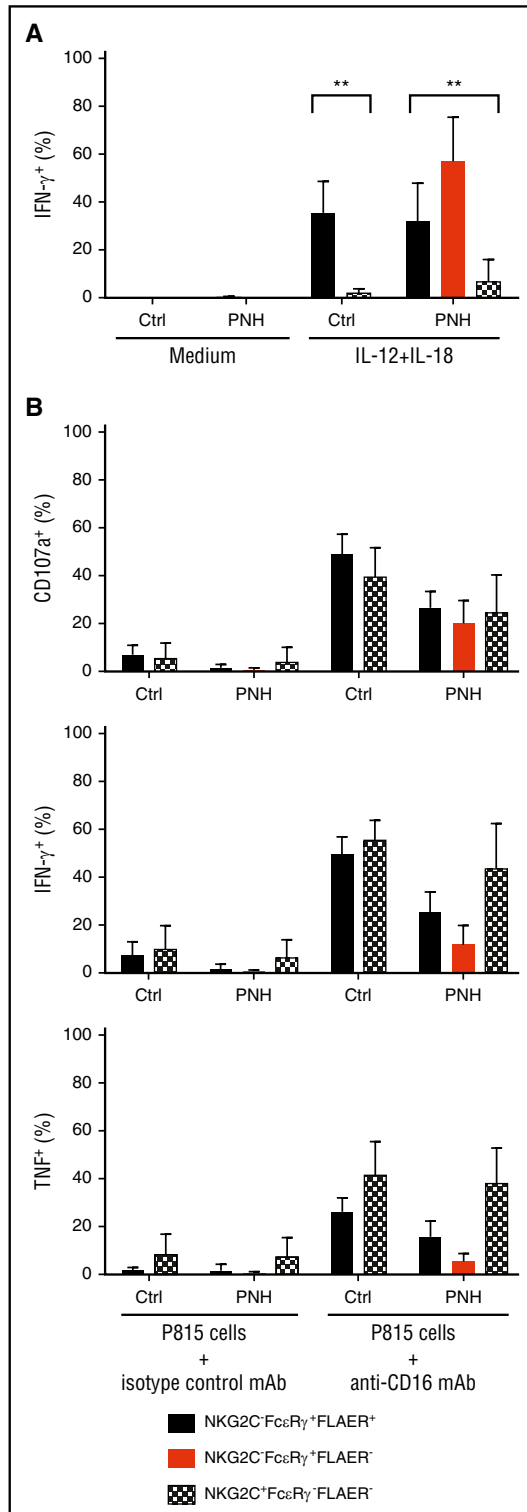 A
100
80
60
40
20
0
IFN-γ⁺ (%)
**
**
Ctrl PNH Ctrl PNH
Medium IL-12+IL-18
B
100
80
60
40
20
0
CD107a⁺ (%)
Ctrl PNH Ctrl PNH
100
80
60
40
20
0
IFN-γ⁺ (%)
Ctrl PNH Ctrl PNH
100
80
60
40
20
0
TNF⁺ (%)
Ctrl PNH Ctrl PNH
P815 cells P815 cells
+ +
isotype control mAb anti-CD16 mAb
NKG2C⁻FcεRγ⁺FLAER⁺
NKG2C⁻FcεRγ⁺FLAER⁻
NKG2C⁺FcεRγ⁻FLAER⁻